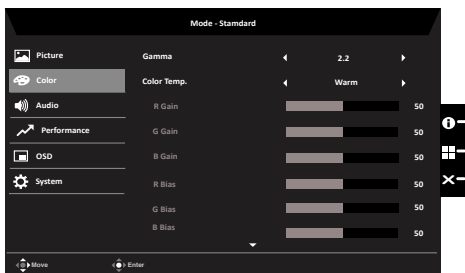 Mode - Standard
Picture
Gamma 2.2
Color
Color Temp. Warm
Audio
R Gain 50
Performance
G Gain 50
OSD
B Gain 50
System
R Bias 50
G Bias 50
B Bias 50
Move Enter